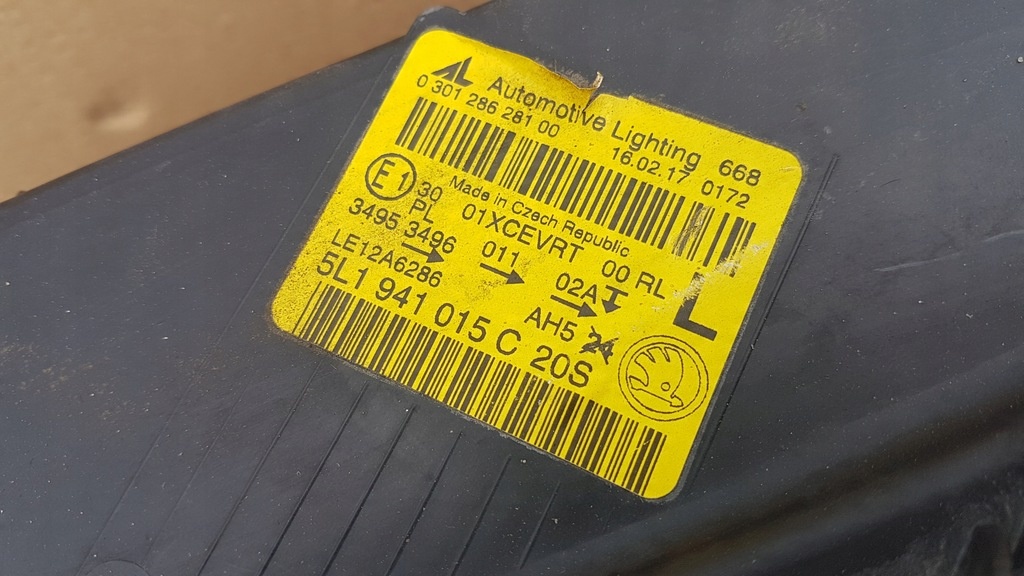 AL Automotive Lighting 668
0 301 286 281 00 16.02.17 0172
Made in Czech Republic
E1 30 01XCEVRT 00 RL
PL
3495 3496 011 02A
LE12A6286 AH5 24 L
5L1 941 015 C 20S